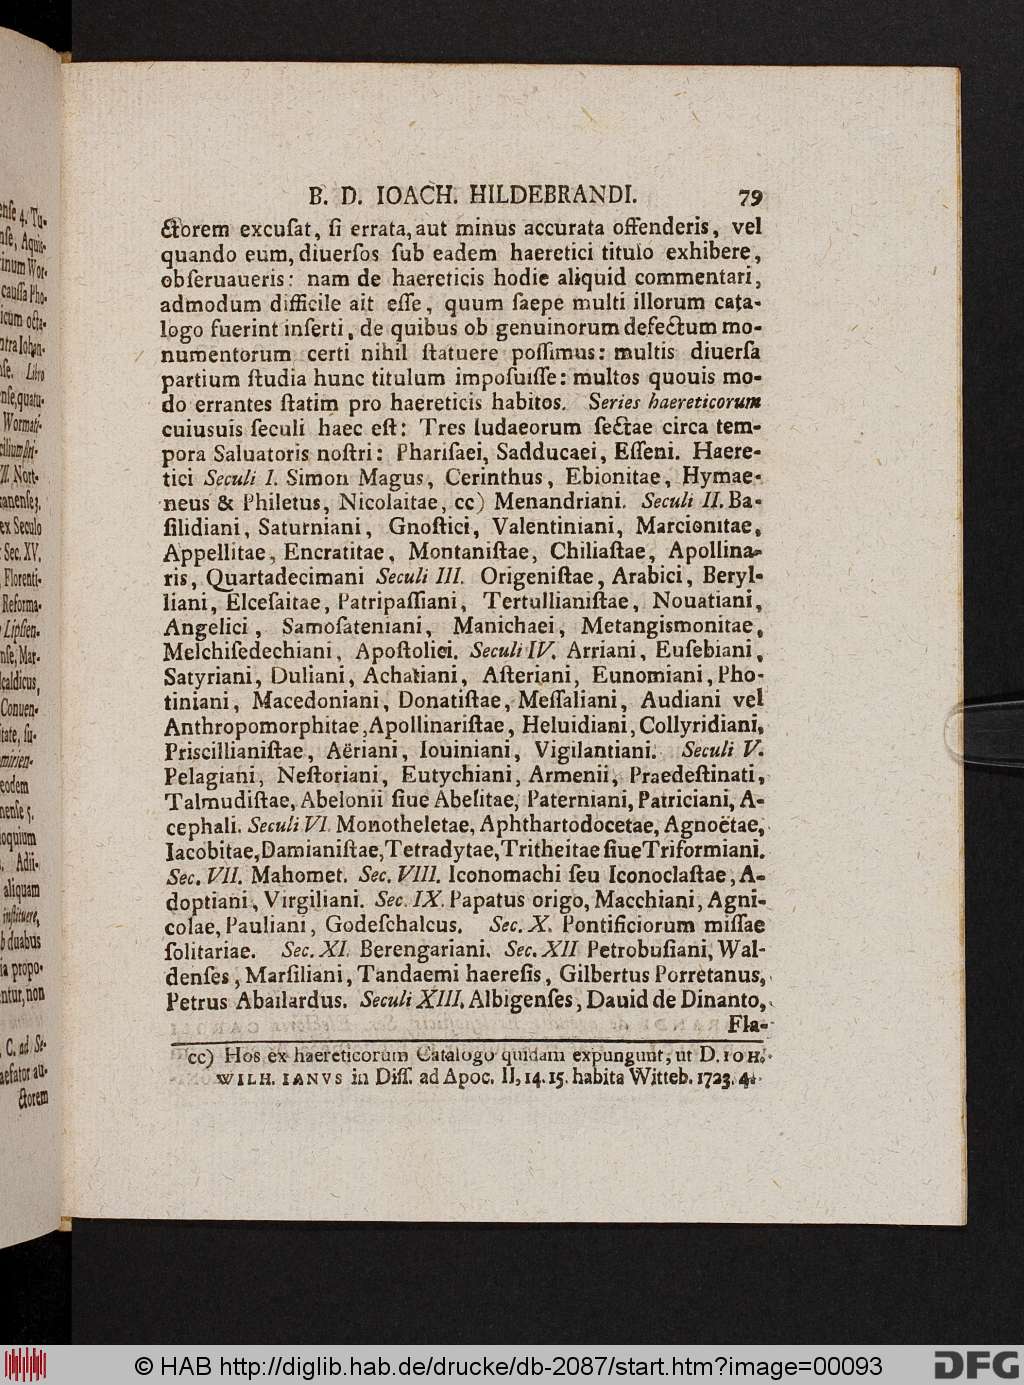 B. D. IOACH. HILDEBRANDI. 79
ctorem excuſat, ſi errata, aut minus accurata offenderis, vel
quando eum, diuerſos ſub eadem haeretici titulo exhibere,
obſeruaueris: nam de haereticis hodie aliquid commentari,
admodum difficile ait eſſe, quum ſaepe multi illorum cata-
logo fuerint inſerti, de quibus ob genuinorum defectum mo-
numentorum certi nihil ſtatuere poſſimus: multis diuerſa
partium ſtudia hunc titulum impoſuiſſe: multos quouis mo-
do errantes ſtatim pro haereticis habitos. Series haereticorum
cuiusuis ſeculi haec eſt: Tres Iudaeorum ſectae circa tem-
pora Saluatoris noſtri: Phariſaei, Sadducaei, Eſſeni. Haere-
tici Seculi I. Simon Magus, Cerinthus, Ebionitae, Hymae-
neus & Philetus, Nicolaitae, cc) Menandriani. Seculi II. Ba-
ſilidiani, Saturniani, Gnoſtici, Valentiniani, Marcionitae,
Appellitae, Encratitae, Montaniſtae, Chiliaſtae, Apollina-
ris, Quartadecimani Seculi III. Origeniſtae, Arabici, Beryl-
liani, Elceſaitae, Patripaſſiani, Tertullianiſtae, Nouatiani,
Angelici, Samoſateniani, Manichaei, Metangismonitae,
Melchiſedechiani, Apoſtolici. Seculi IV. Arriani, Euſebiani,
Satyriani, Duliani, Achatiani, Aſteriani, Eunomiani, Pho-
tiniani, Macedoniani, Donatiſtae, Meſſaliani, Audiani vel
Anthropomorphitae, Apollinariſtae, Heluidiani, Collyridiani,
Priscillianiſtae, Aëriani, Iouiniani, Vigilantiani. Seculi V.
Pelagiani, Neſtoriani, Eutychiani, Armenii, Praedeſtinati,
Talmudiſtae, Abelonii ſiue Abelitae, Paterniani, Patriciani, A-
cephali. Seculi VI. Monotheletae, Aphthartodocetae, Agnoëtae,
Iacobitae, Damianiſtae, Tetradytae, Tritheitae ſiue Triformiani.
Sec. VII. Mahomet. Sec. VIII. Iconomachi ſeu Iconoclaſtae, A-
doptiani, Virgiliani. Sec. IX. Papatus origo, Macchiani, Agni-
colae, Pauliani, Godeſchalcus. Sec. X. Pontificiorum miſſae
ſolitariae. Sec. XI. Berengariani. Sec. XII Petrobuſiani, Wal-
denſes, Marſiliani, Tandaemi haereſis, Gilbertus Porretanus,
Petrus Abailardus. Seculi XIII. Albigenſes, Dauid de Dinanto,
Fla-
cc) Hos ex haereticorum Catalogo quidam expungunt, ut D. IOH.
WILH. IANVS in Diſſ. ad Apoc. II, 14. 15. habita Witteb. 1723. 4.
© HAB http://diglib.hab.de/drucke/db-2087/start.htm?image=00093
DFG